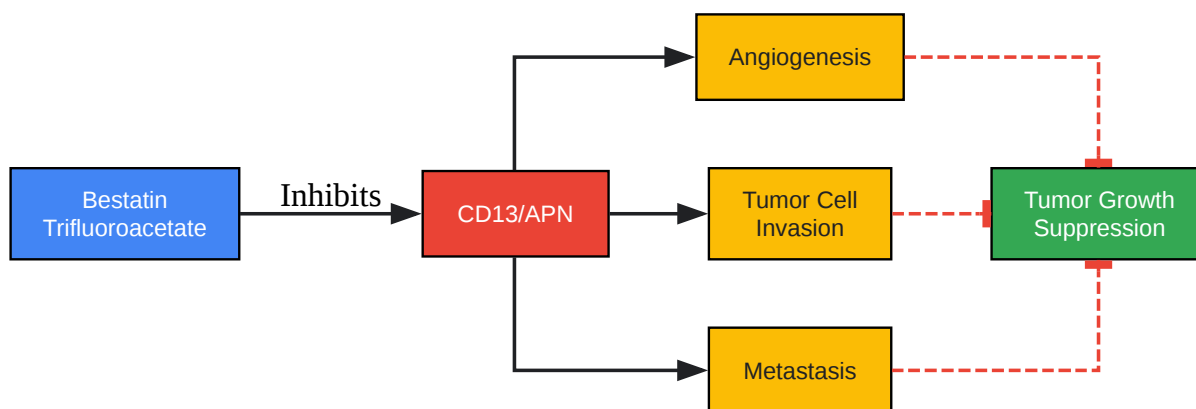 Bestatin
Trifluoroacetate
Inhibits
CD13/APN
Angiogenesis
Tumor Cell
Invasion
Metastasis
Tumor Growth
Suppression